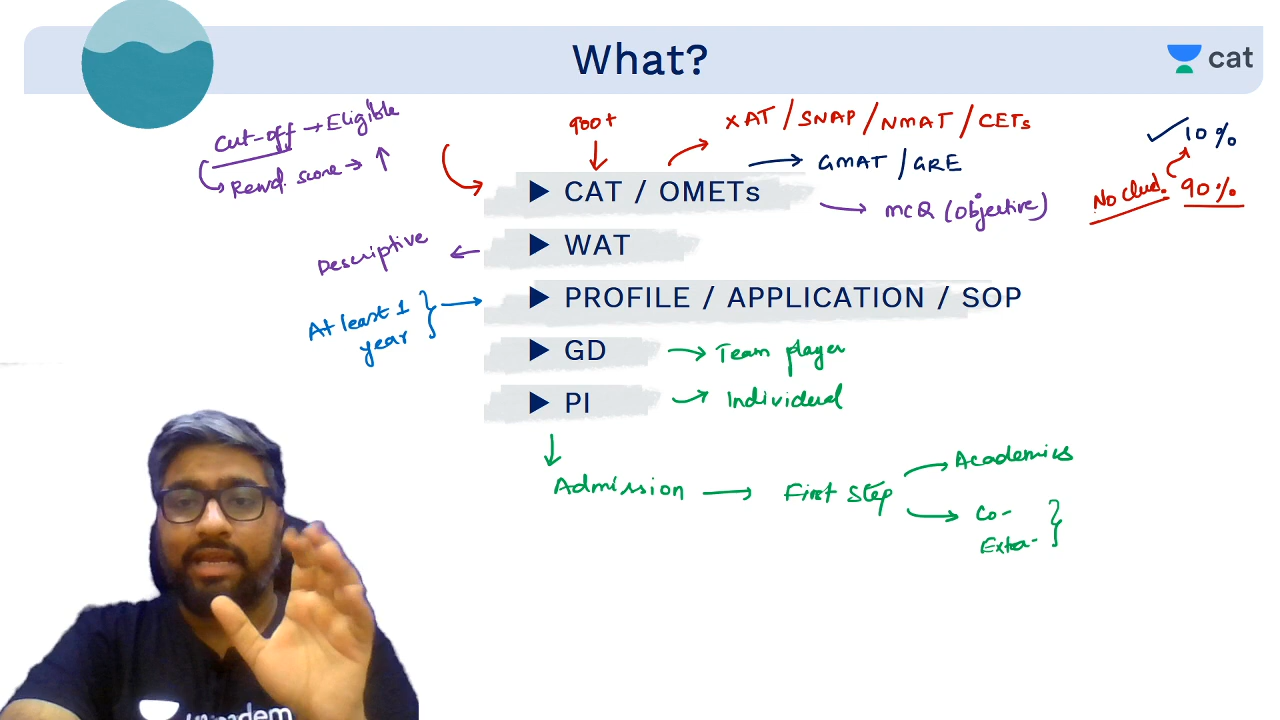 What?
cat
Cut-off → Eligible
↳ Rewd. score → ↑
900+
XAT / SNAP / NMAT / CETs
→ GMAT / GRE
✓ 10%
No clud. 90%
▶ CAT / OMETs
→ MCQ (objective)
Descriptive ←
▶ WAT
At least 1 year } →
▶ PROFILE / APPLICATION / SOP
▶ GD → Team player
▶ PI → Individual
↓
Admission → First Step → Academics
→ Co-
Extra- }